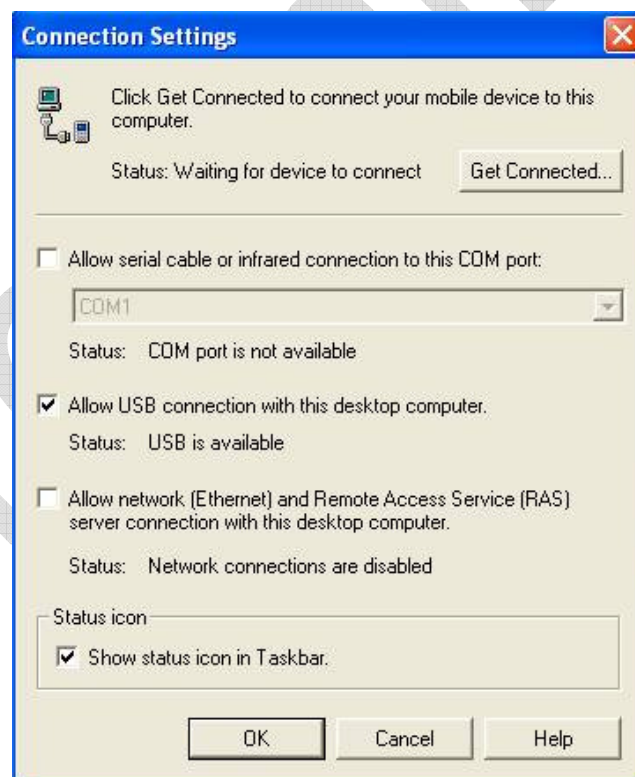 Connection Settings
Click Get Connected to connect your mobile device to this
computer.
Status: Waiting for device to connect
Get Connected...
Allow serial cable or infrared connection to this COM port:
COM1
Status: COM port is not available
Allow USB connection with this desktop computer.
Status: USB is available
Allow network (Ethernet) and Remote Access Service (RAS)
server connection with this desktop computer.
Status: Network connections are disabled
Status icon
Show status icon in Taskbar.
OK Cancel Help